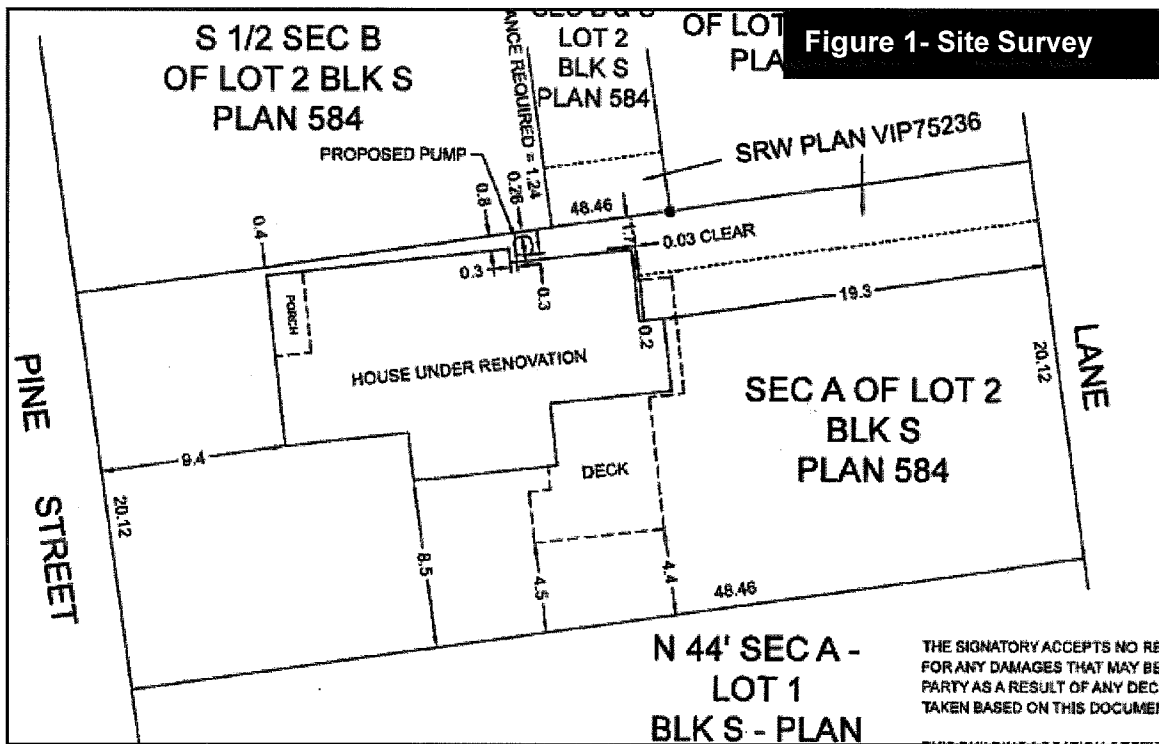 Figure 1- Site Survey
S 1/2 SEC B
OF LOT 2 BLK S
PLAN 584
LOT 2
BLK S
PLAN 584
OF LOT
REQUIRED = 1.24
PROPOSED PUMP
SRW PLAN VIP75236
0.4
0.8
0.26
48.46
1.7
0.03 CLEAR
0.3
0.3
PORCH
HOUSE UNDER RENOVATION
0.2
19.3
20.12
LANE
PINE
STREET
9.4
20.12
SEC A OF LOT 2
BLK S
PLAN 584
DECK
8.5
4.5
4.4
48.46
N 44' SEC A -
LOT 1
BLK S - PLAN
THE SIGNATORY ACCEPTS NO
FOR ANY DAMAGES THAT MAY BE
PARTY AS A RESULT OF ANY
TAKEN BASED ON THIS